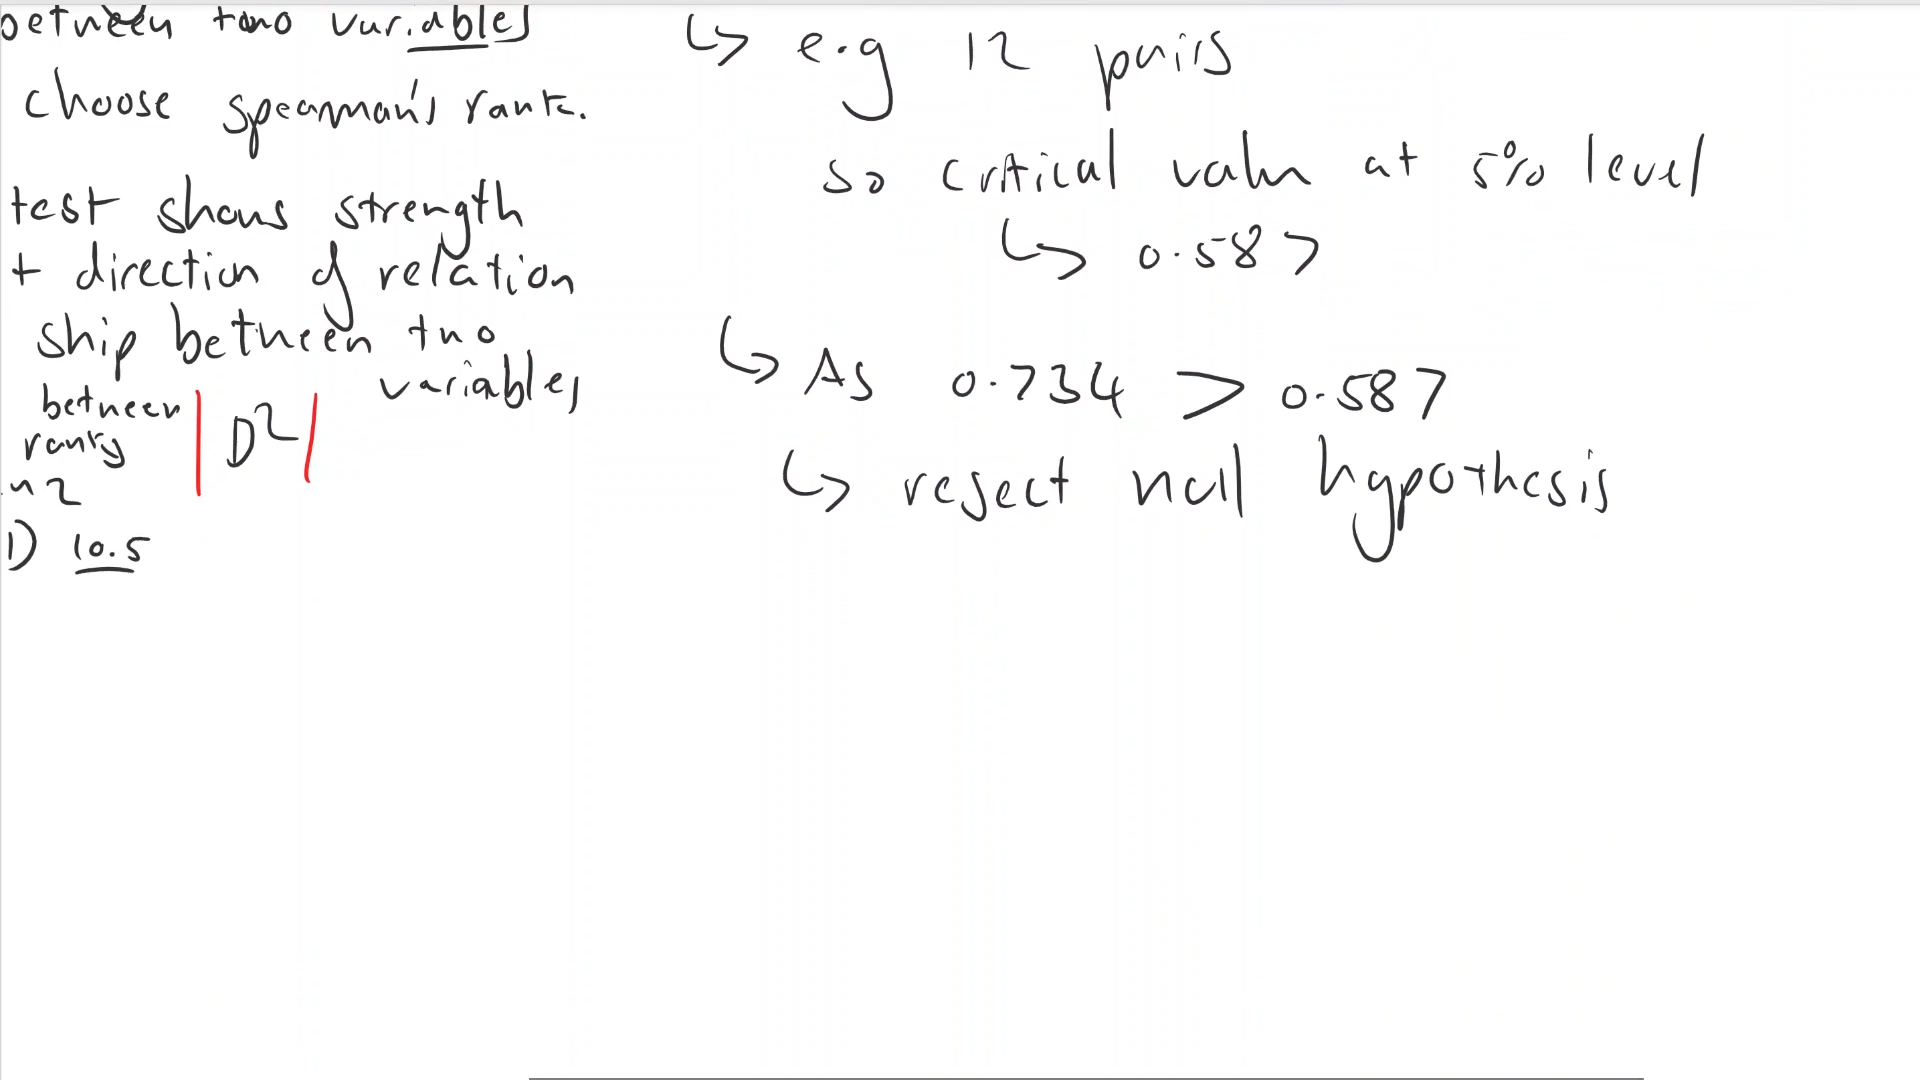 between two variables
choose spearman's rank.
test shows strength
+ direction of relation
ship between two
variables
between
ranks
D²
n 2
1) 10.5
↳ e.g 12 pairs
so critical value at 5% level
↳ 0.587
↳ As 0.734 > 0.587
↳ reject null hypothesis